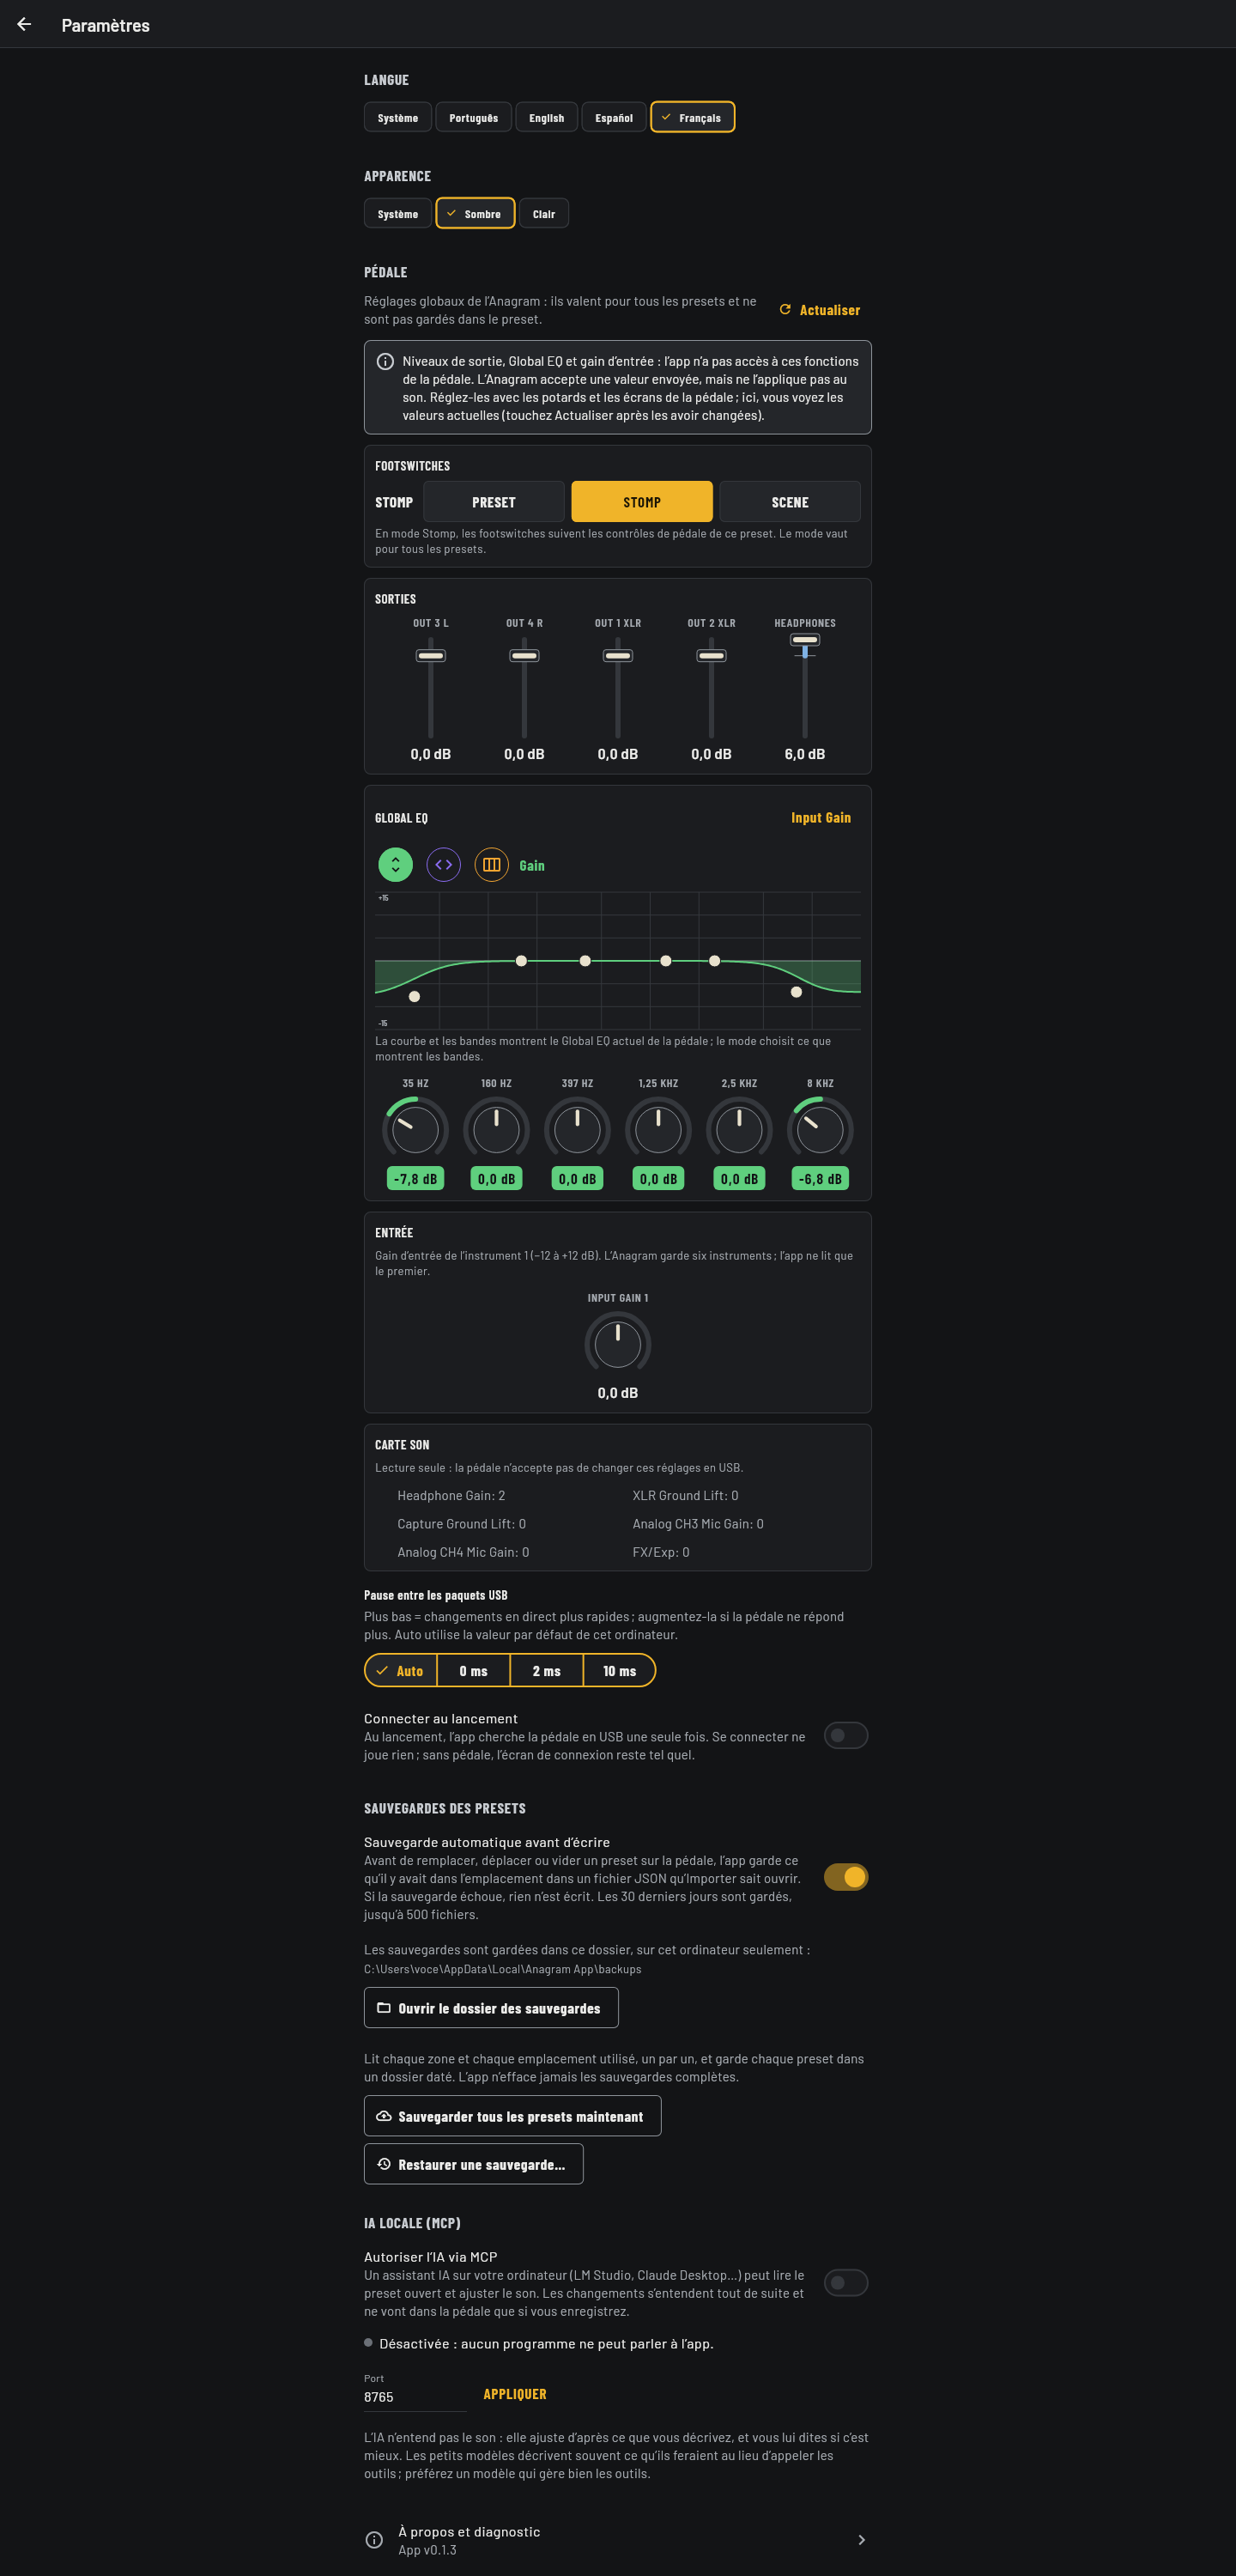 Paramètres
LANGUE
Système Português English Español Français
APPARENCE
Système Sombre Clair
PÉDALE
Réglages globaux de l’Anagram : ils valent pour tous les presets et ne
sont pas gardés dans le preset.
Actualiser
Niveaux de sortie, Global EQ et gain d’entrée : l’app n’a pas accès à ces fonctions
de la pédale. L’Anagram accepte une valeur envoyée, mais ne l’applique pas au
son. Réglez-les avec les potards et les écrans de la pédale ; ici, vous voyez les
valeurs actuelles (touchez Actualiser après les avoir changées).
FOOTSWITCHES
STOMP PRESET STOMP SCENE
En mode Stomp, les footswitches suivent les contrôles de pédale de ce preset. Le mode vaut
pour tous les presets.
SORTIES
OUT 3 L OUT 4 R OUT 1 XLR OUT 2 XLR HEADPHONES
0,0 dB 0,0 dB 0,0 dB 0,0 dB 6,0 dB
GLOBAL EQ Input Gain
Gain
+15
-15
La courbe et les bandes montrent le Global EQ actuel de la pédale ; le mode choisit ce que
montrent les bandes.
35 HZ 160 HZ 397 HZ 1,25 KHZ 2,5 KHZ 8 KHZ
-7,8 dB 0,0 dB 0,0 dB 0,0 dB 0,0 dB -6,8 dB
ENTRÉE
Gain d’entrée de l’instrument 1 (−12 à +12 dB). L’Anagram garde six instruments ; l’app ne lit que
le premier.
INPUT GAIN 1
0,0 dB
CARTE SON
Lecture seule : la pédale n’accepte pas de changer ces réglages en USB.
Headphone Gain: 2 XLR Ground Lift: 0
Capture Ground Lift: 0 Analog CH3 Mic Gain: 0
Analog CH4 Mic Gain: 0 FX/Exp: 0
Pause entre les paquets USB
Plus bas = changements en direct plus rapides ; augmentez-la si la pédale ne répond
plus. Auto utilise la valeur par défaut de cet ordinateur.
Auto 0 ms 2 ms 10 ms
Connecter au lancement
Au lancement, l’app cherche la pédale en USB une seule fois. Se connecter ne
joue rien ; sans pédale, l’écran de connexion reste tel quel.
SAUVEGARDES DES PRESETS
Sauvegarde automatique avant d’écrire
Avant de remplacer, déplacer ou vider un preset sur la pédale, l’app garde ce
qu’il y avait dans l’emplacement dans un fichier JSON qu’Importer sait ouvrir.
Si la sauvegarde échoue, rien n’est écrit. Les 30 derniers jours sont gardés,
jusqu’à 500 fichiers.
Les sauvegardes sont gardées dans ce dossier, sur cet ordinateur seulement :
C:\Users\voce\AppData\Local\Anagram App\backups
Ouvrir le dossier des sauvegardes
Lit chaque zone et chaque emplacement utilisé, un par un, et garde chaque preset dans
un dossier daté. L’app n’efface jamais les sauvegardes complètes.
Sauvegarder tous les presets maintenant
Restaurer une sauvegarde…
IA LOCALE (MCP)
Autoriser l’IA via MCP
Un assistant IA sur votre ordinateur (LM Studio, Claude Desktop…) peut lire le
preset ouvert et ajuster le son. Les changements s’entendent tout de suite et
ne vont dans la pédale que si vous enregistrez.
Désactivée : aucun programme ne peut parler à l’app.
Port
8765
APPLIQUER
L’IA n’entend pas le son : elle ajuste d’après ce que vous décrivez, et vous lui dites si c’est
mieux. Les petits modèles décrivent souvent ce qu’ils feraient au lieu d’appeler les
outils ; préférez un modèle qui gère bien les outils.
À propos et diagnostic
App v0.1.3